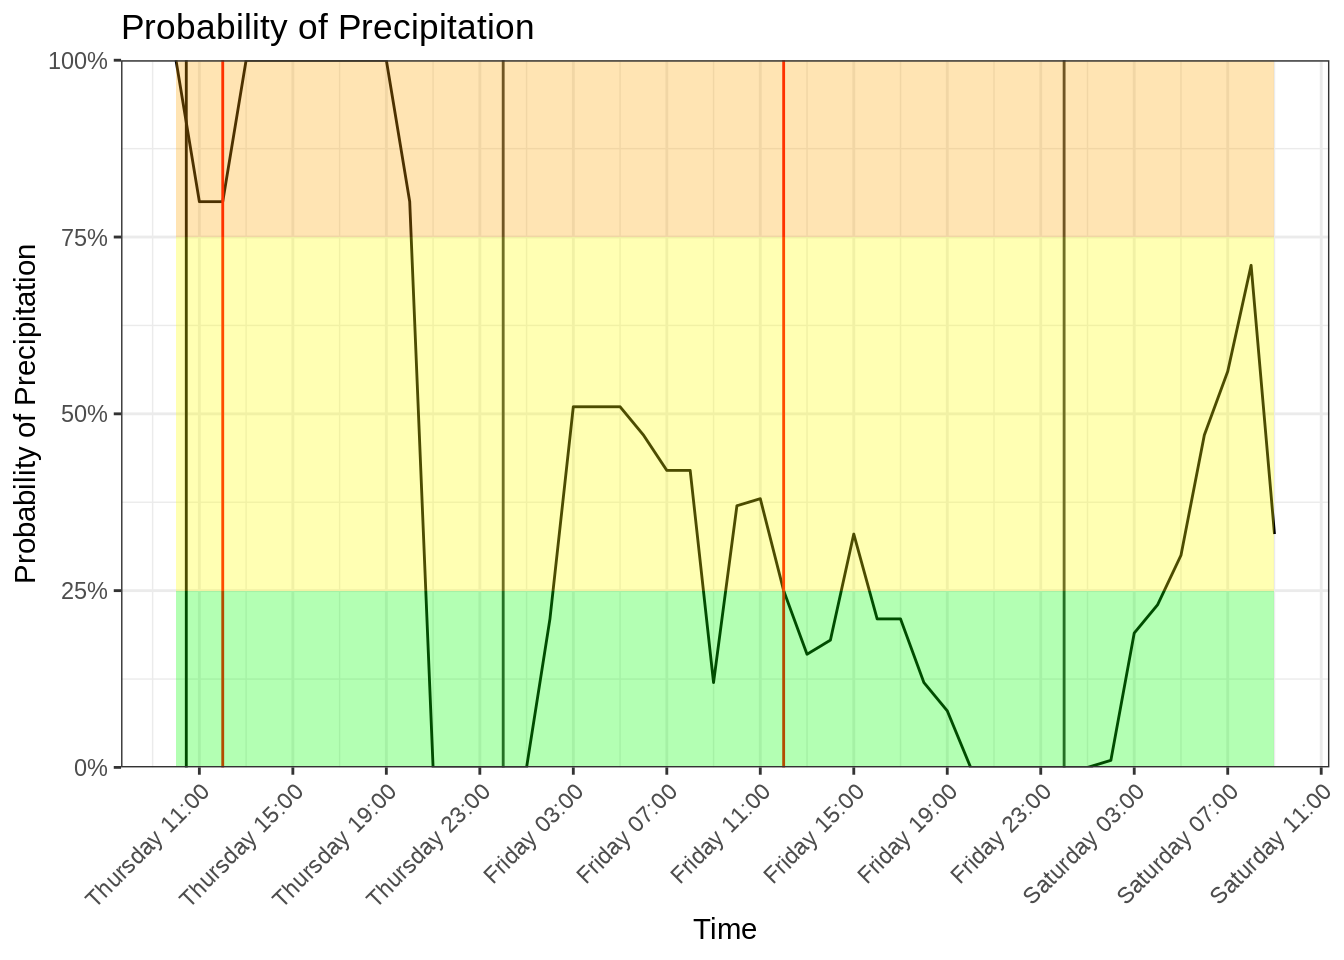 Probability of Precipitation
100%
75%
50%
25%
0%
Probability of Precipitation
Thursday 11:00
Thursday 15:00
Thursday 19:00
Thursday 23:00
Friday 03:00
Friday 07:00
Friday 11:00
Friday 15:00
Friday 19:00
Friday 23:00
Saturday 03:00
Saturday 07:00
Saturday 11:00
Time